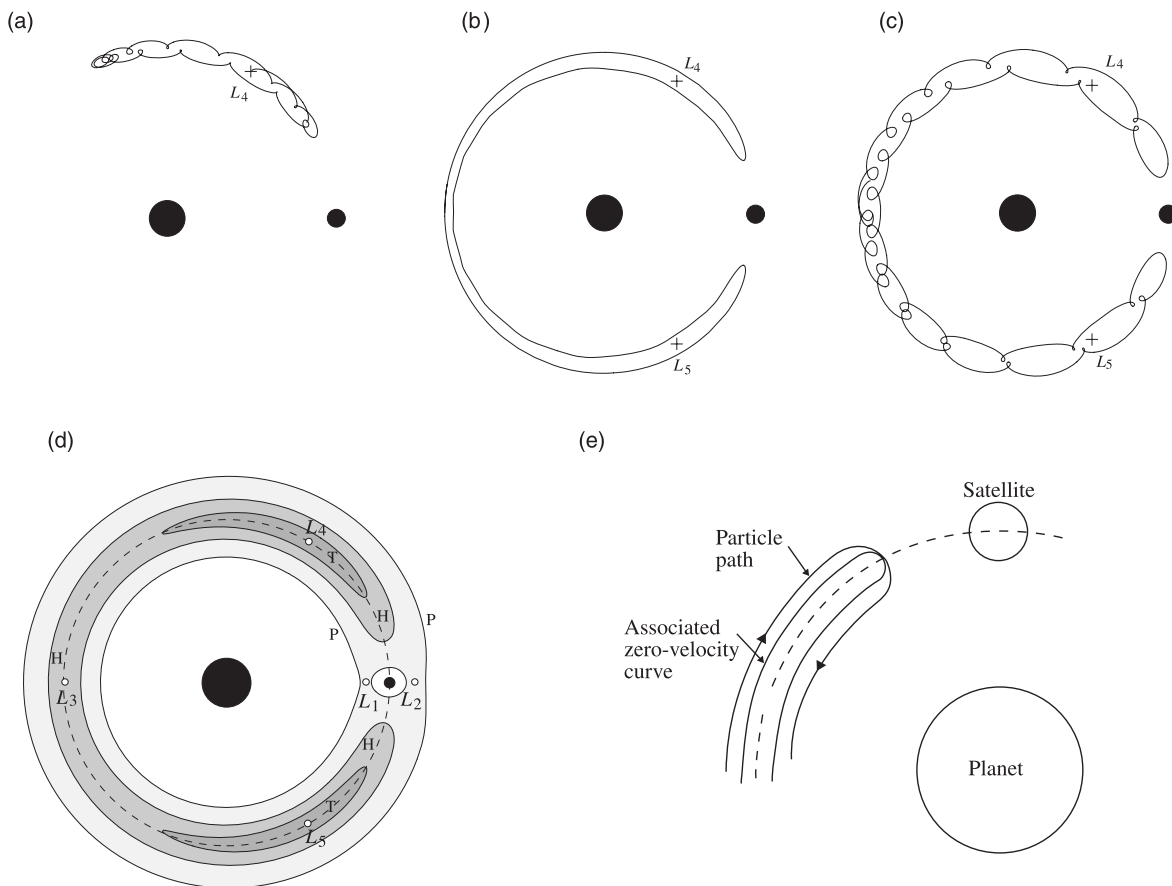 (a)
L4
(b)
L4
L5
(c)
L4
L5
(d)
L4
T
H
P
P
H
L3
L1
L2
H
T
L5
(e)
Satellite
Particle
path
Associated
zero-velocity
curve
Planet